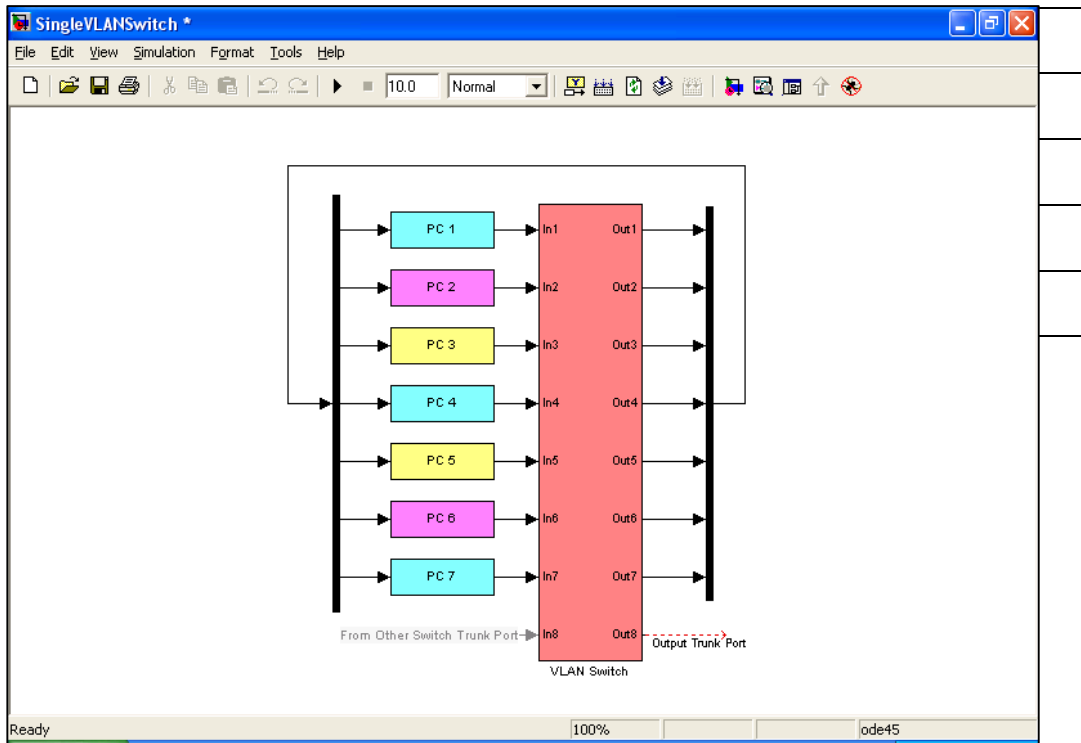 SingleVLANSwitch *
File Edit View Simulation Format Tools Help
10.0 Normal
PC 1 In1 Out1
PC 2 In2 Out2
PC 3 In3 Out3
PC 4 In4 Out4
PC 5 In5 Out5
PC 6 In6 Out6
PC 7 In7 Out7
From Other Switch Trunk Port In8 Out8
Output Trunk Port
VLAN Switch
Ready 100% ode45